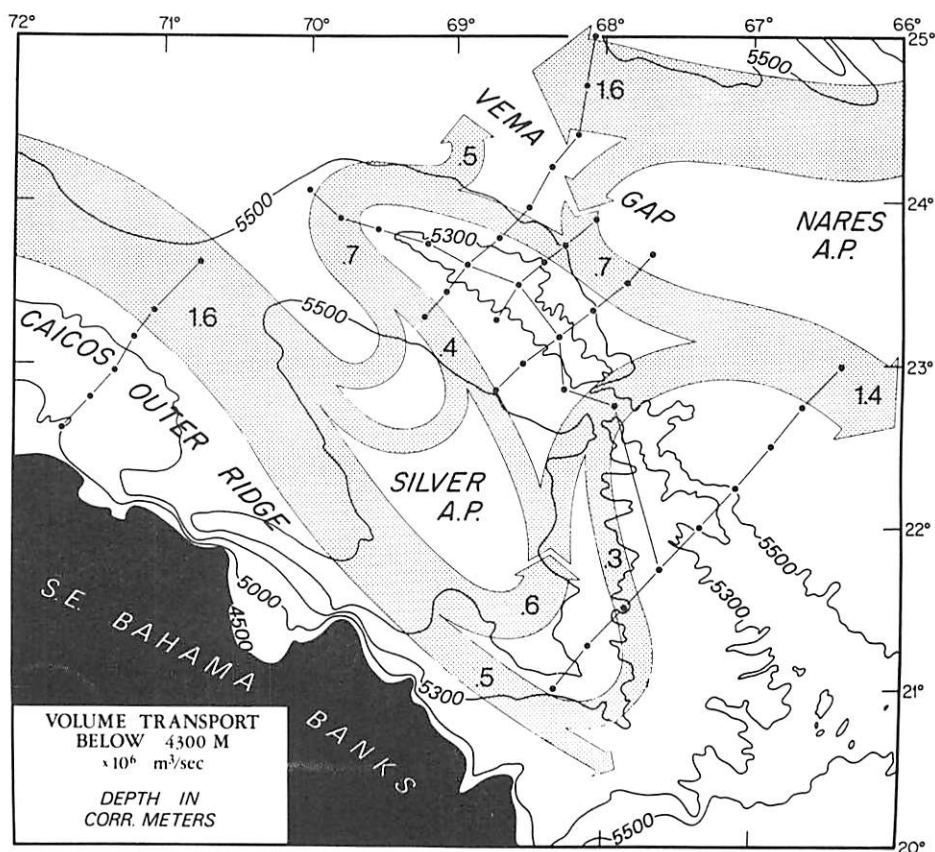 72°
71°
70°
69°
68°
67°
66°
25°
5500
VEMA
1.6
.5
5500
GAP
24°
NARES
A.P.
5300
.7
.7
1.6
5500
.4
23°
1.4
CAICOS OUTER RIDGE
SILVER
A.P.
22°
.3
5500
5000
4500
.6
5300
S.E. BAHAMA
BANKS
5300
.5
21°
VOLUME TRANSPORT
BELOW 4300 M
x10⁶ m³/sec
DEPTH IN
CORR. METERS
5500
20°